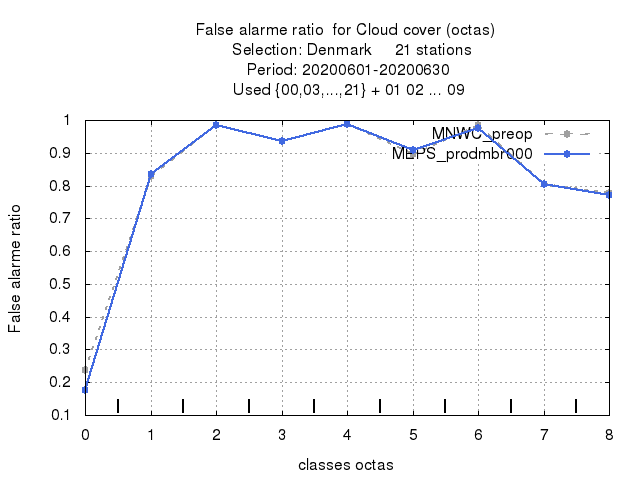 False alarme ratio  for Cloud cover (octas)
Selection: Denmark     21 stations
Period: 20200601-20200630
Used {00,03,...,21} + 01 02 ... 09
MNWC_preop
MEPS_prodmbr000
1
0.9
0.8
0.7
0.6
0.5
0.4
0.3
0.2
0.1
False alarme ratio
0 1 2 3 4 5 6 7 8
classes octas